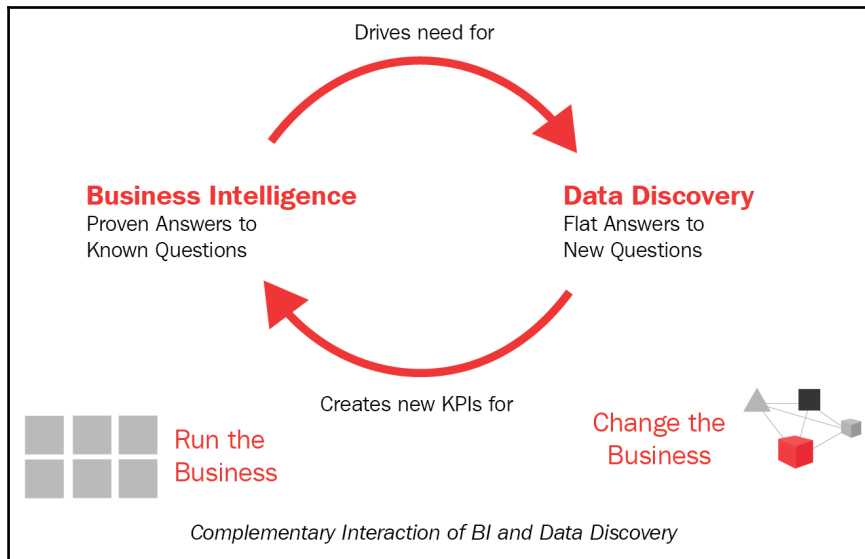 Drives need for
Business Intelligence
Proven Answers to
Known Questions
Data Discovery
Flat Answers to
New Questions
Creates new KPIs for
Run the
Business
Change the
Business
Complementary Interaction of BI and Data Discovery